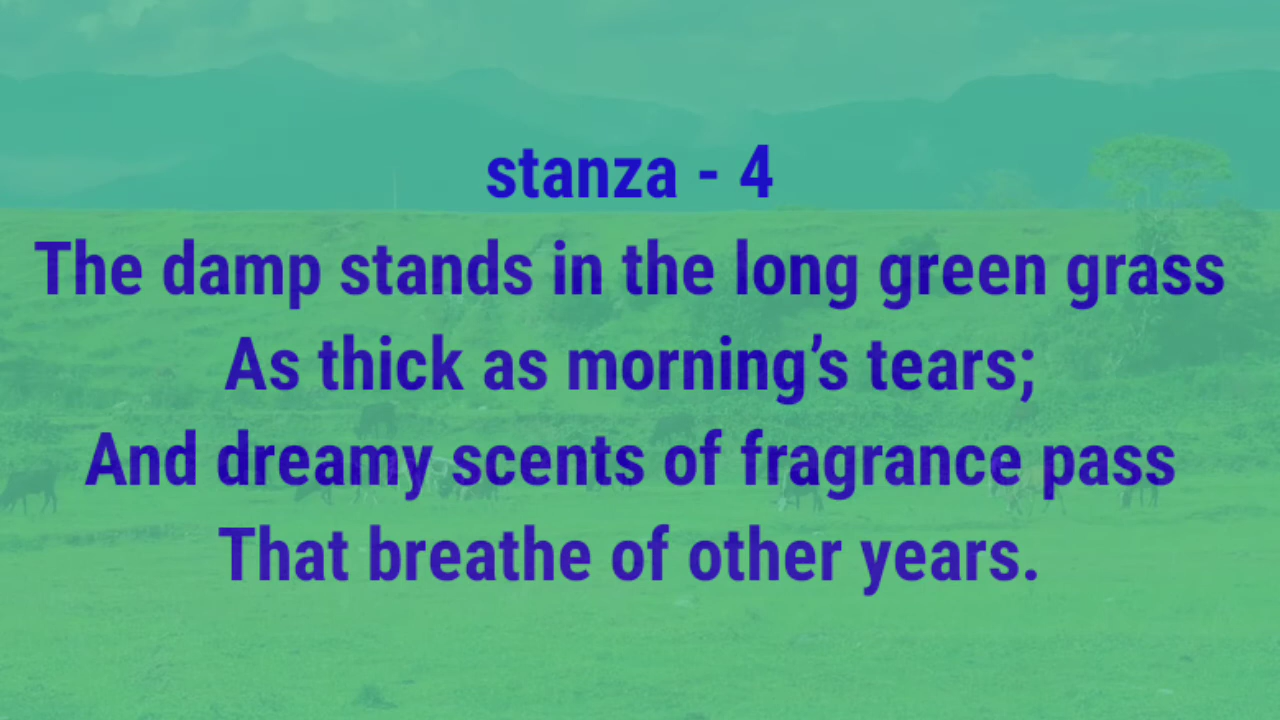 stanza - 4
The damp stands in the long green grass
As thick as morning’s tears;
And dreamy scents of fragrance pass
That breathe of other years.